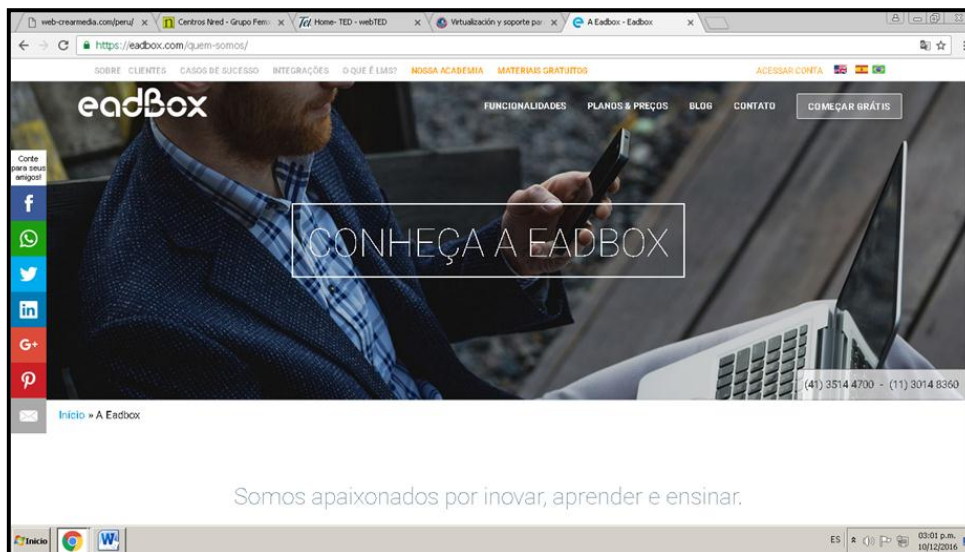 web-crearmedia.com/peru/
Centros Nred - Grupo Fem
Home- TED - webTED
Virtualización y soporte par
A Eadbox - Eadbox
https://eadbox.com/quem-somos/
SOBRE CLIENTES CASOS DE SUCESSO INTEGRAÇÕES O QUE É LMS? NOSSA ACADEMIA MATERIAIS GRATUITOS ACESSAR CONTA
eadBox
FUNCIONALIDADES PLANOS & PREÇOS BLOG CONTATO COMEÇAR GRÁTIS
Conte
para seus
amigos!
CONHEÇA A EADBOX
(41) 3514 4700 - (11) 3014 8360
Início » A Eadbox
Somos apaixonados por inovar, aprender e ensinar.
Inicio
ES
03:01 p.m.
10/12/2016